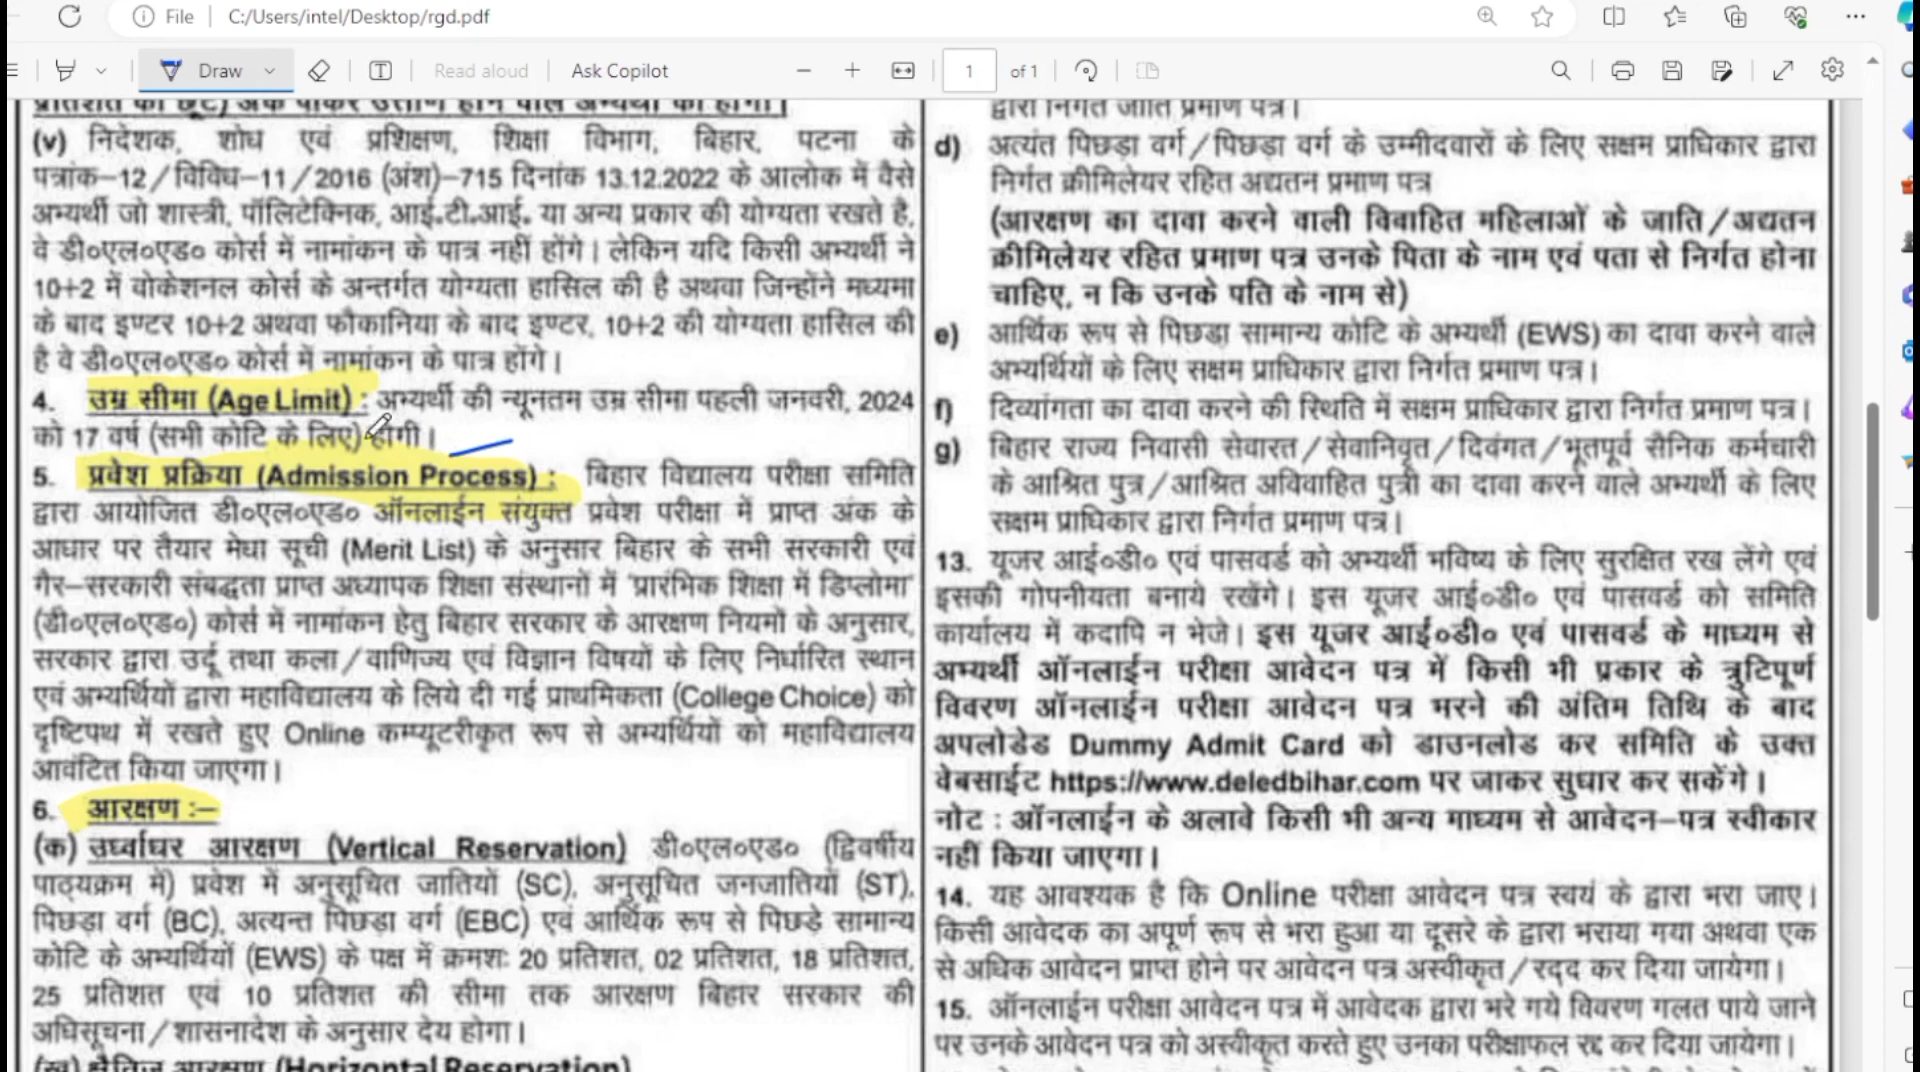 File
C:/Users/intel/Desktop/rgd.pdf
Draw
Read aloud
Ask Copilot
1
of 1
प्रतिशत की छूट) अंक पाकर उत्तीर्ण होने वाले अभ्यर्थी का होगा।
(v) निदेशक, शोध एवं प्रशिक्षण, शिक्षा विभाग, बिहार, पटना के
पत्रांक–12/विविध–11/2016 (अंश)–715 दिनांक 13.12.2022 के आलोक में वैसे
अभ्यर्थी जो शास्त्री, पॉलिटेक्निक, आई.टी.आई. या अन्य प्रकार की योग्यता रखते है,
वे डी०एल०एड० कोर्स में नामांकन के पात्र नहीं होंगे। लेकिन यदि किसी अभ्यर्थी ने
10+2 में वोकेशनल कोर्स के अन्तर्गत योग्यता हासिल की है अथवा जिन्होंने मध्यमा
के बाद इण्टर 10+2 अथवा फौकानिया के बाद इण्टर, 10+2 की योग्यता हासिल की
है वे डी०एल०एड० कोर्स में नामांकन के पात्र होंगे।
4. उम्र सीमा (Age Limit) : अभ्यर्थी की न्यूनतम उम्र सीमा पहली जनवरी, 2024
को 17 वर्ष (सभी कोटि के लिए) होगी।
5. प्रवेश प्रक्रिया (Admission Process) : बिहार विद्यालय परीक्षा समिति
द्वारा आयोजित डी०एल०एड० ऑनलाईन संयुक्त प्रवेश परीक्षा में प्राप्त अंक के
आधार पर तैयार मेधा सूची (Merit List) के अनुसार बिहार के सभी सरकारी एवं
गैर–सरकारी संबद्धता प्राप्त अध्यापक शिक्षा संस्थानों में 'प्रारंभिक शिक्षा में डिप्लोमा'
(डी०एल०एड०) कोर्स में नामांकन हेतु बिहार सरकार के आरक्षण नियमों के अनुसार,
सरकार द्वारा उर्दू तथा कला/वाणिज्य एवं विज्ञान विषयों के लिए निर्धारित स्थान
एवं अभ्यर्थियों द्वारा महाविद्यालय के लिये दी गई प्राथमिकता (College Choice) को
दृष्टिपथ में रखते हुए Online कम्प्यूटरीकृत रूप से अभ्यर्थियों को महाविद्यालय
आवंटित किया जाएगा।
6. आरक्षण :–
(क) उर्ध्वाधर आरक्षण (Vertical Reservation) डी०एल०एड० (द्विवर्षीय
पाठ्यक्रम में) प्रवेश में अनुसूचित जातियों (SC), अनुसूचित जनजातियों (ST),
पिछड़ा वर्ग (BC), अत्यन्त पिछड़ा वर्ग (EBC) एवं आर्थिक रूप से पिछड़े सामान्य
कोटि के अभ्यर्थियों (EWS) के पक्ष में क्रमशः 20 प्रतिशत, 02 प्रतिशत, 18 प्रतिशत,
25 प्रतिशत एवं 10 प्रतिशत की सीमा तक आरक्षण बिहार सरकार की
अधिसूचना/शासनादेश के अनुसार देय होगा।
(ख) क्षैतिज आरक्षण (Horizontal Reservation)
द्वारा निर्गत जाति प्रमाण पत्र।
d) अत्यंत पिछड़ा वर्ग/पिछड़ा वर्ग के उम्मीदवारों के लिए सक्षम प्राधिकार द्वारा
निर्गत क्रीमिलेयर रहित अद्यतन प्रमाण पत्र
(आरक्षण का दावा करने वाली विवाहित महिलाओं के जाति/अद्यतन
क्रीमिलेयर रहित प्रमाण पत्र उनके पिता के नाम एवं पता से निर्गत होना
चाहिए, न कि उनके पति के नाम से)
e) आर्थिक रूप से पिछड़ा सामान्य कोटि के अभ्यर्थी (EWS) का दावा करने वाले
अभ्यर्थियों के लिए सक्षम प्राधिकार द्वारा निर्गत प्रमाण पत्र।
f) दिव्यांगता का दावा करने की स्थिति में सक्षम प्राधिकार द्वारा निर्गत प्रमाण पत्र।
g) बिहार राज्य निवासी सेवारत/सेवानिवृत/दिवंगत/भूतपूर्व सैनिक कर्मचारी
के आश्रित पुत्र/आश्रित अविवाहित पुत्री का दावा करने वाले अभ्यर्थी के लिए
सक्षम प्राधिकार द्वारा निर्गत प्रमाण पत्र।
13. यूजर आई०डी० एवं पासवर्ड को अभ्यर्थी भविष्य के लिए सुरक्षित रख लेंगे एवं
इसकी गोपनीयता बनाये रखेंगे। इस यूजर आई०डी० एवं पासवर्ड को समिति
कार्यालय में कदापि न भेजे। इस यूजर आई०डी० एवं पासवर्ड के माध्यम से
अभ्यर्थी ऑनलाईन परीक्षा आवेदन पत्र में किसी भी प्रकार के त्रुटिपूर्ण
विवरण ऑनलाईन परीक्षा आवेदन पत्र भरने की अंतिम तिथि के बाद
अपलोडेड Dummy Admit Card को डाउनलोड कर समिति के उक्त
वेबसाईट https://www.deledbihar.com पर जाकर सुधार कर सकेंगे।
नोट : ऑनलाईन के अलावे किसी भी अन्य माध्यम से आवेदन–पत्र स्वीकार
नहीं किया जाएगा।
14. यह आवश्यक है कि Online परीक्षा आवेदन पत्र स्वयं के द्वारा भरा जाए।
किसी आवेदक का अपूर्ण रूप से भरा हुआ या दूसरे के द्वारा भराया गया अथवा एक
से अधिक आवेदन प्राप्त होने पर आवेदन पत्र अस्वीकृत/रदद कर दिया जायेगा।
15. ऑनलाईन परीक्षा आवेदन पत्र में आवेदक द्वारा भरे गये विवरण गलत पाये जाने
पर उनके आवेदन पत्र को अस्वीकृत करते हुए उनका परीक्षाफल रद्द कर दिया जायेगा।